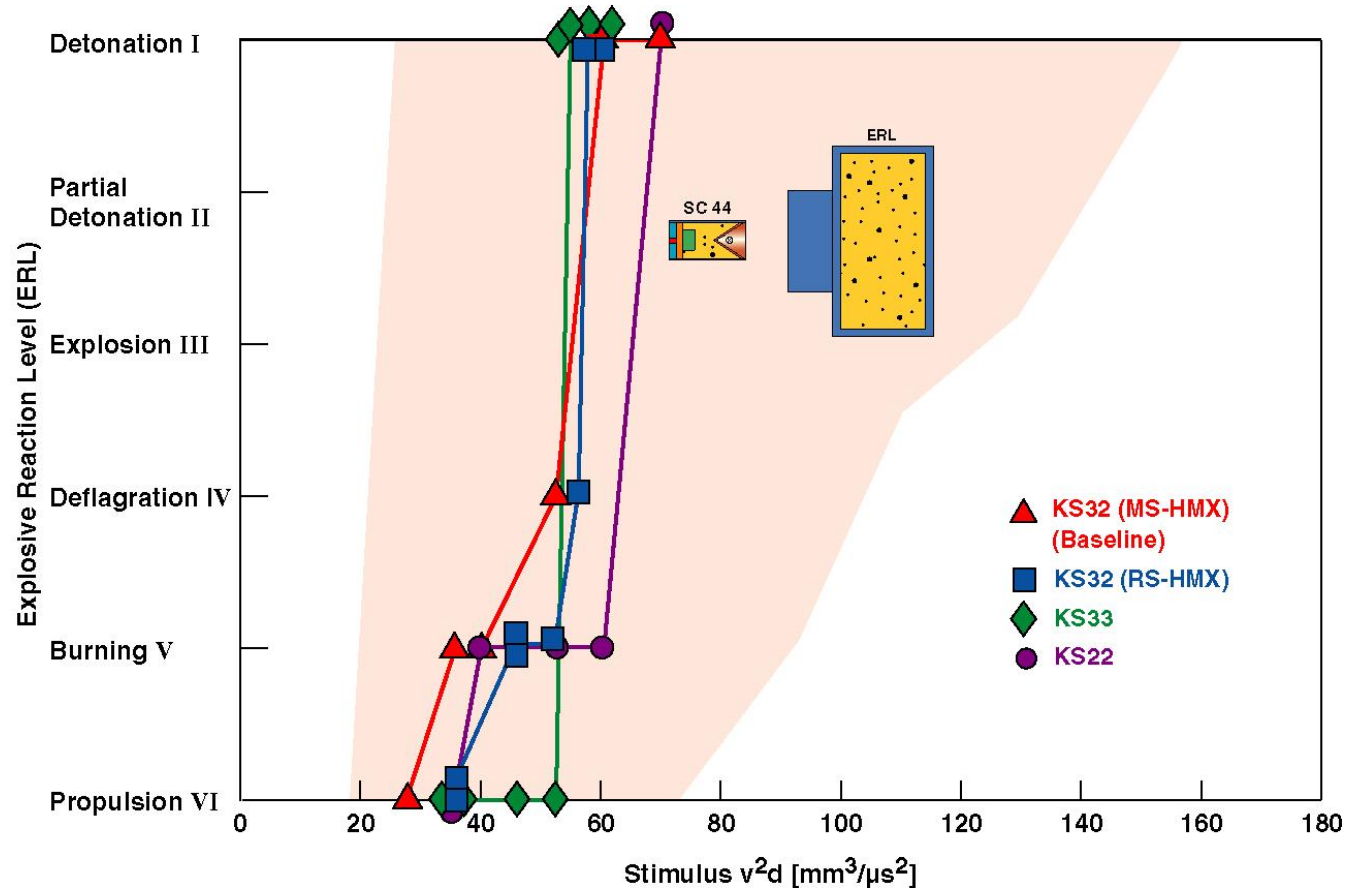 Explosive Reaction Level (ERL)
Detonation I
Partial
Detonation II
Explosion III
Deflagration IV
Burning V
Propulsion VI
ERL
SC 44
KS32 (MS-HMX)
(Baseline)
KS32 (RS-HMX)
KS33
KS22
0 20 40 60 80 100 120 140 160 180
Stimulus v²d [mm³/µs²]